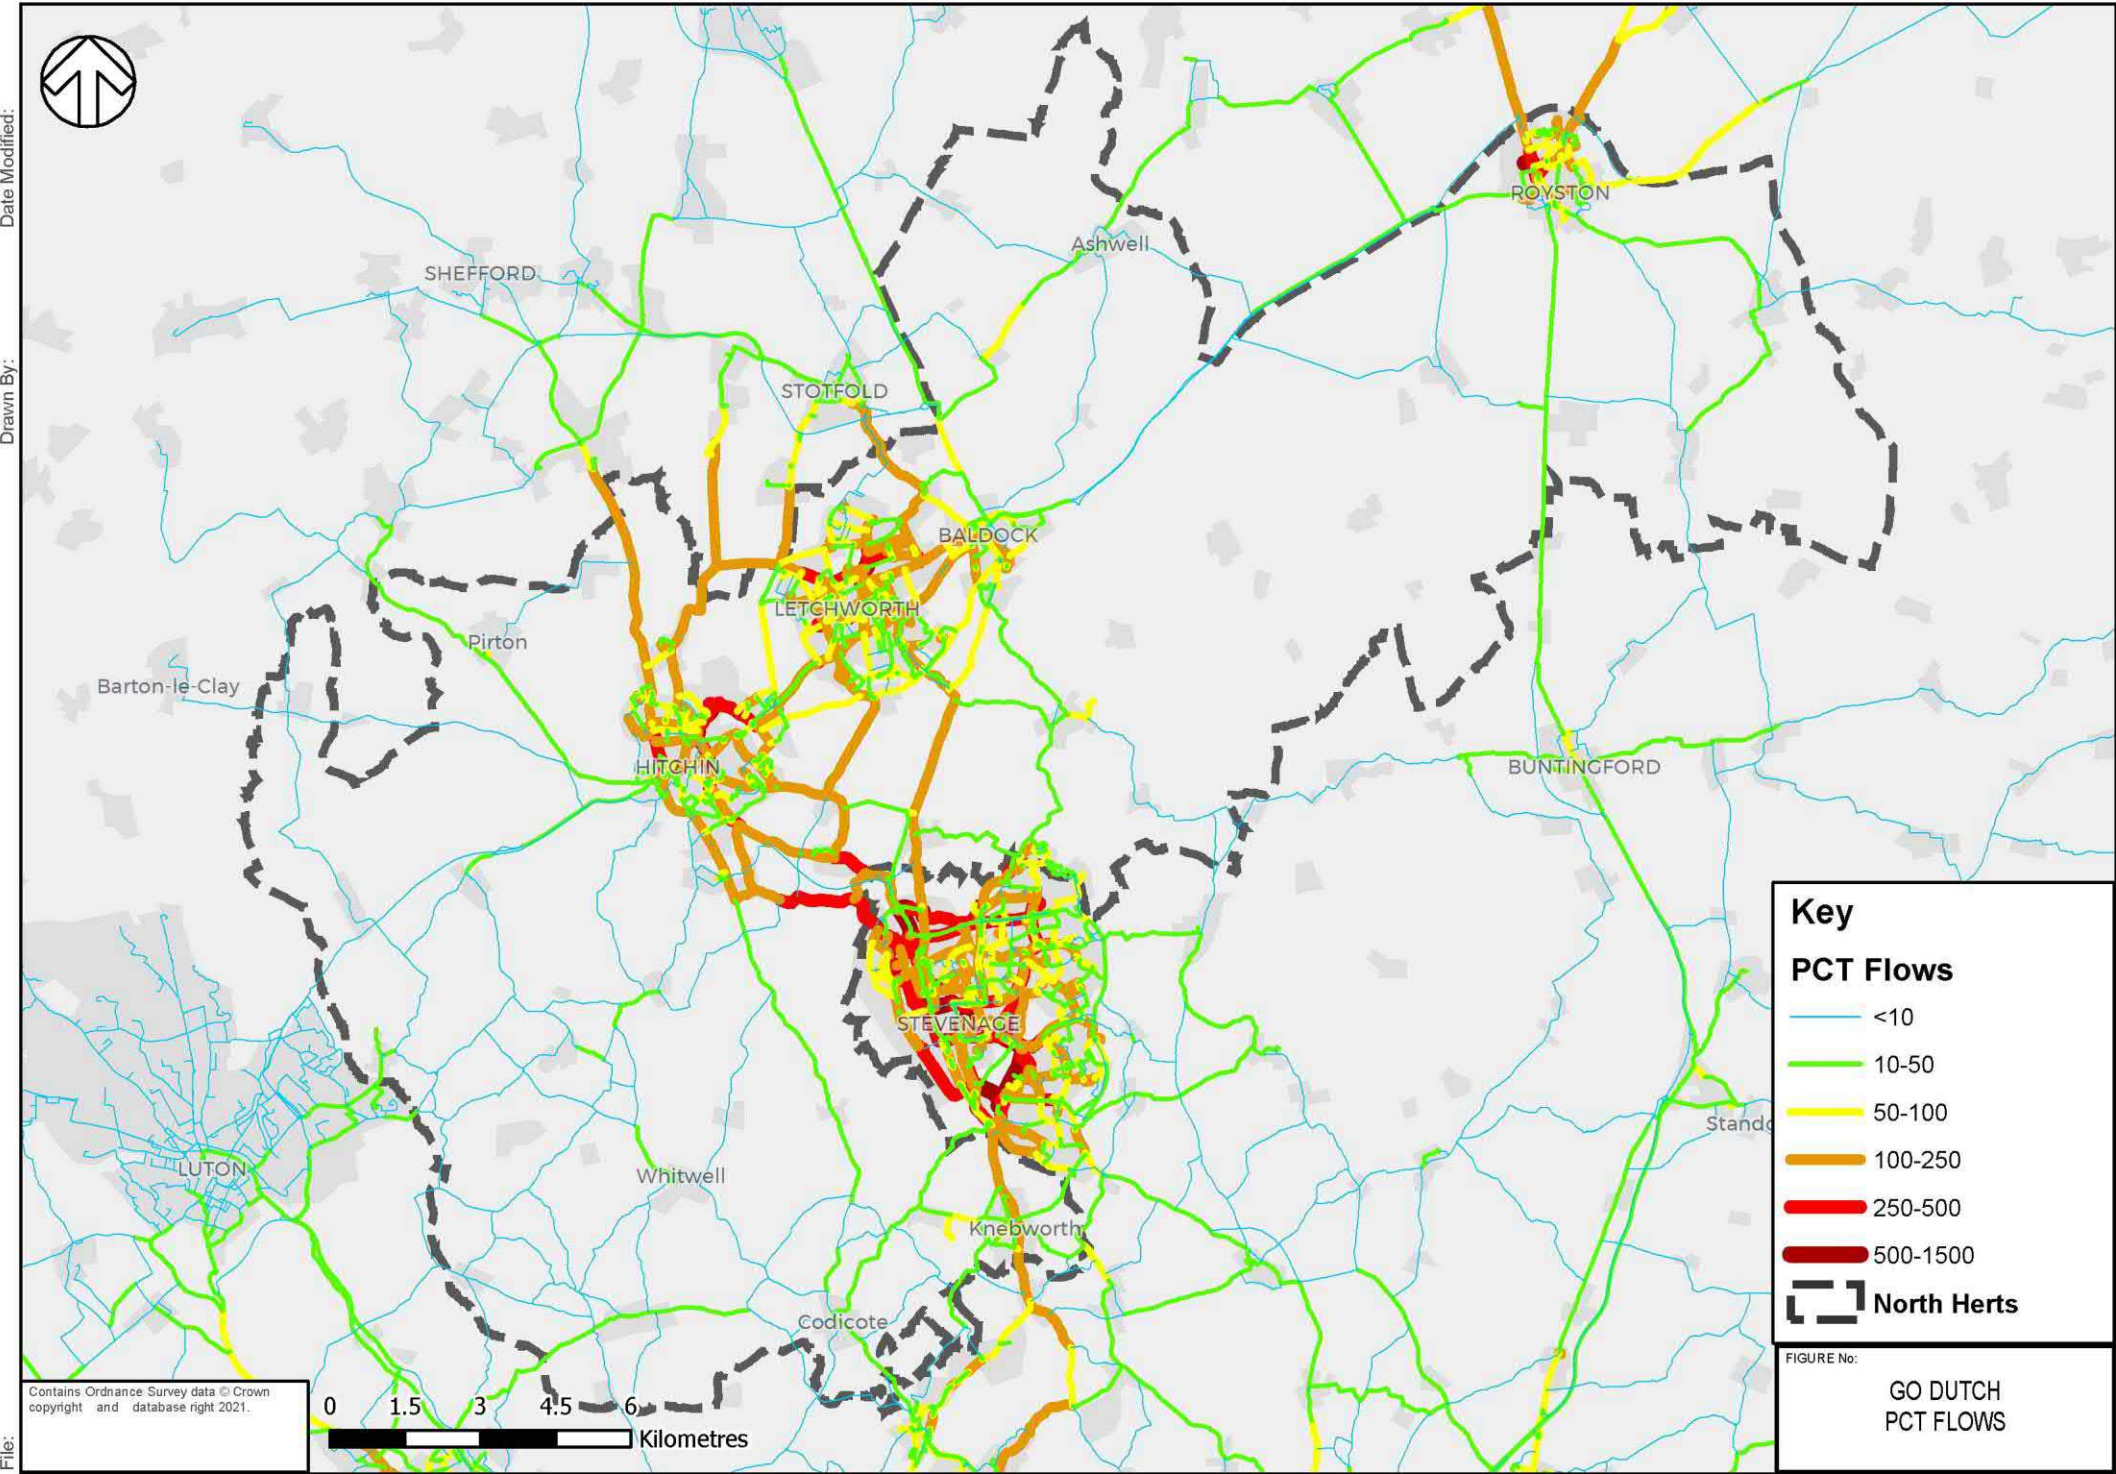 Date Modified:
Drawn By:
File:
SHEFFORD
Ashwell
ROYSTON
STOTFOLD
BALDOCK
LETCHWORTH
Pirton
Barton-le-Clay
HITCHIN
BUNTINGFORD
STEVENAGE
LUTON
Whitwell
Knebworth
Codicote
Stando
Key
PCT Flows
<10
10-50
50-100
100-250
250-500
500-1500
North Herts
FIGURE No:
GO DUTCH
PCT FLOWS
Contains Ordnance Survey data © Crown
copyright and database right 2021.
0 1.5 3 4.5 6
Kilometres